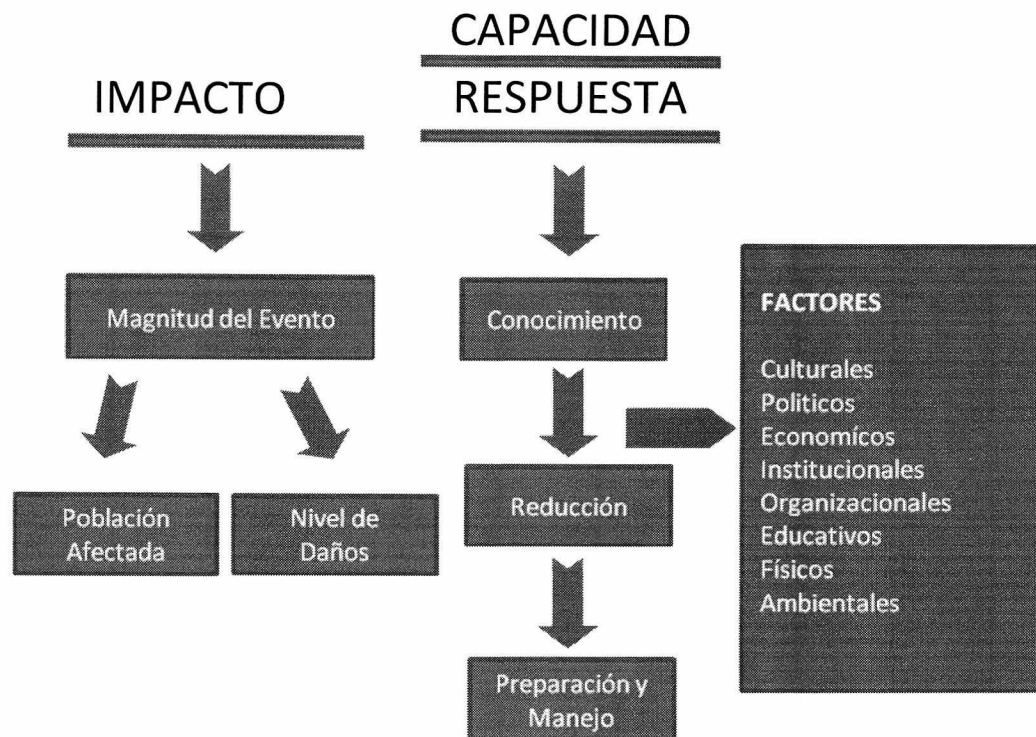 IMPACTO
CAPACIDAD
RESPUESTA
Magnitud del Evento
Población
Afectada
Nivel de
Daños
Conocimiento
Reducción
Preparación y
Manejo
FACTORES
Culturales
Politicos
Economícos
Institucionales
Organizacionales
Educativos
Físicos
Ambientales